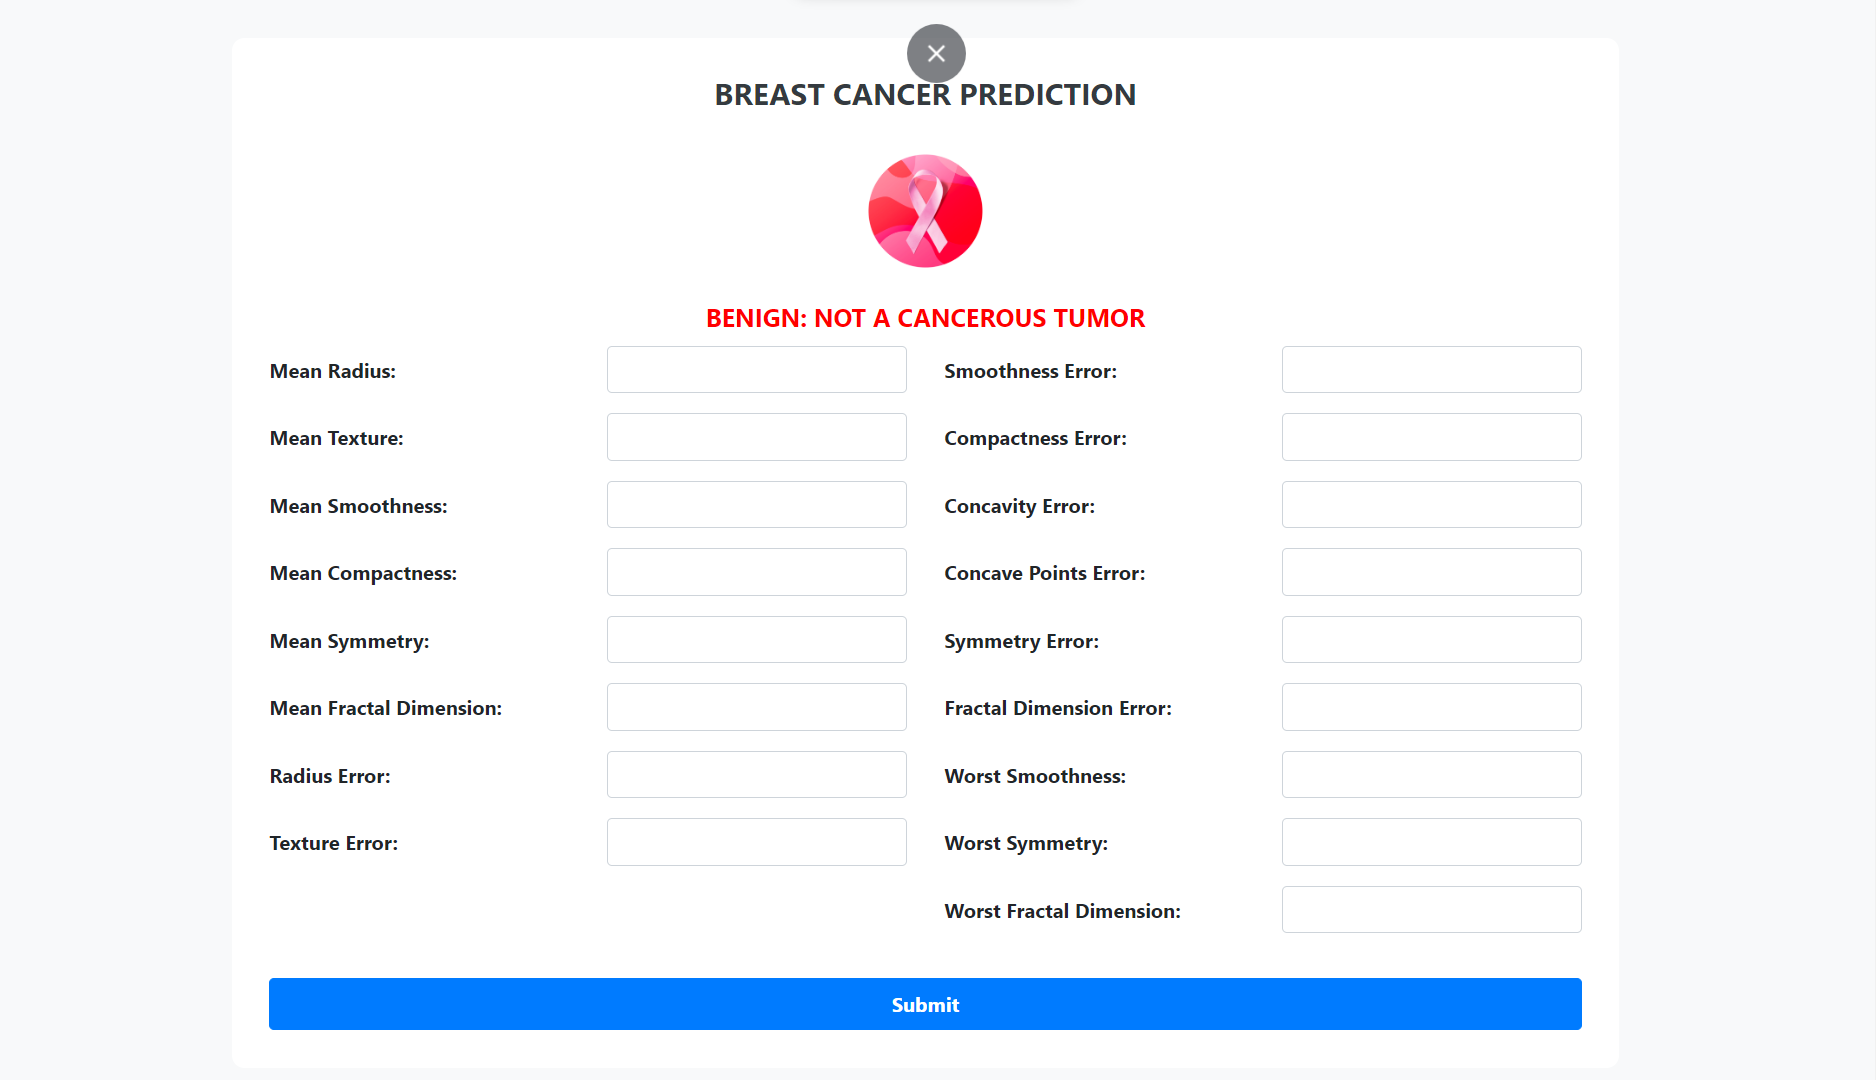 BREAST CANCER PREDICTION
BENIGN: NOT A CANCEROUS TUMOR
Mean Radius:
Mean Texture:
Mean Smoothness:
Mean Compactness:
Mean Symmetry:
Mean Fractal Dimension:
Radius Error:
Texture Error:
Smoothness Error:
Compactness Error:
Concavity Error:
Concave Points Error:
Symmetry Error:
Fractal Dimension Error:
Worst Smoothness:
Worst Symmetry:
Worst Fractal Dimension:
Submit